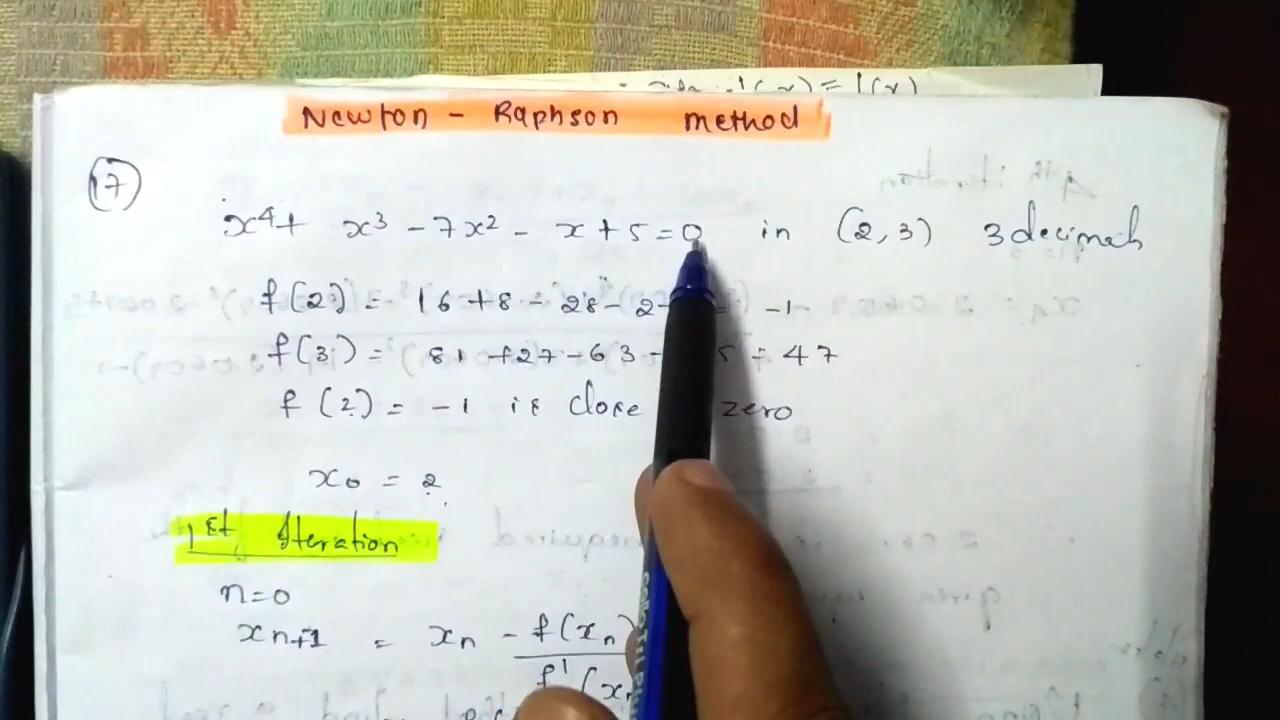 Newton - Raphson method
17
x⁴ + x³ - 7x² - x + 5 = 0 in (2, 3) 3 decimals
f(2) = 16 + 8 - 28 - 2 + = -1
f(3) = 81 + 27 - 63 - 5 = 47
f(2) = -1 is close zero
x₀ = 2
1st Iteration
n = 0
xₙ₊₁ = xₙ - f(xₙ)
f'(xₙ